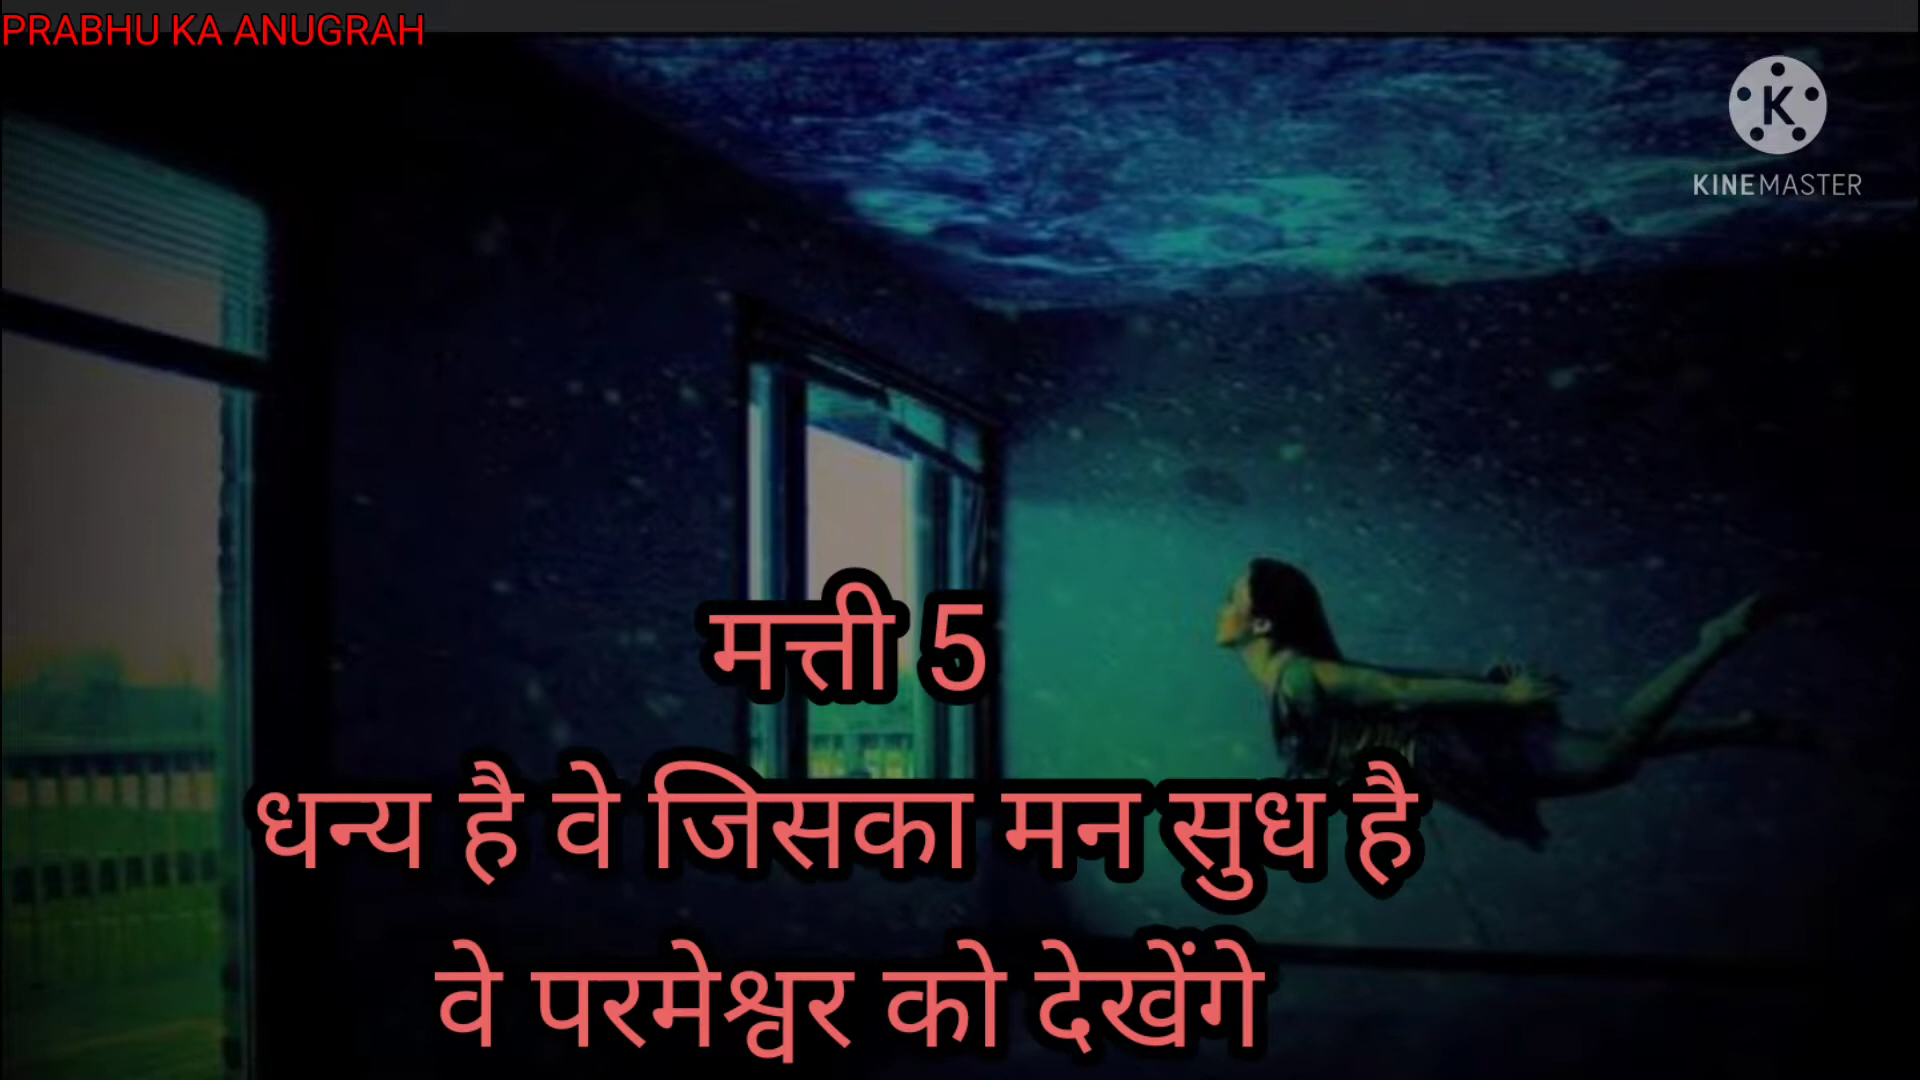 PRABHU KA ANUGRAH
K
KINEMASTER
मत्ती 5
धन्य है वे जिसका मन सुध है
वे परमेश्वर को देखेंगे